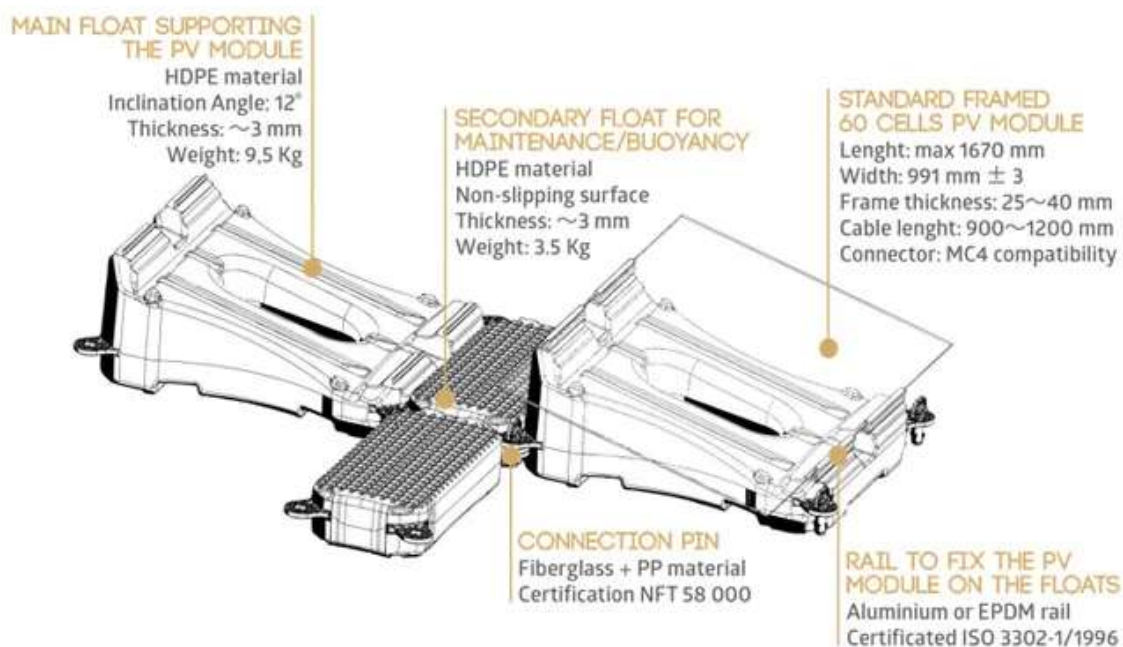 MAIN FLOAT SUPPORTING
THE PV MODULE
HDPE material
Inclination Angle: 12°
Thickness: ~3 mm
Weight: 9,5 Kg
SECONDARY FLOAT FOR
MAINTENANCE/BUOYANCY
HDPE material
Non-slipping surface
Thickness: ~3 mm
Weight: 3.5 Kg
STANDARD FRAMED
60 CELLS PV MODULE
Lenght: max 1670 mm
Width: 991 mm ± 3
Frame thickness: 25~40 mm
Cable lenght: 900~1200 mm
Connector: MC4 compatibility
CONNECTION PIN
Fiberglass + PP material
Certification NFT 58 000
RAIL TO FIX THE PV
MODULE ON THE FLOATS
Aluminium or EPDM rail
Certificated ISO 3302-1/1996